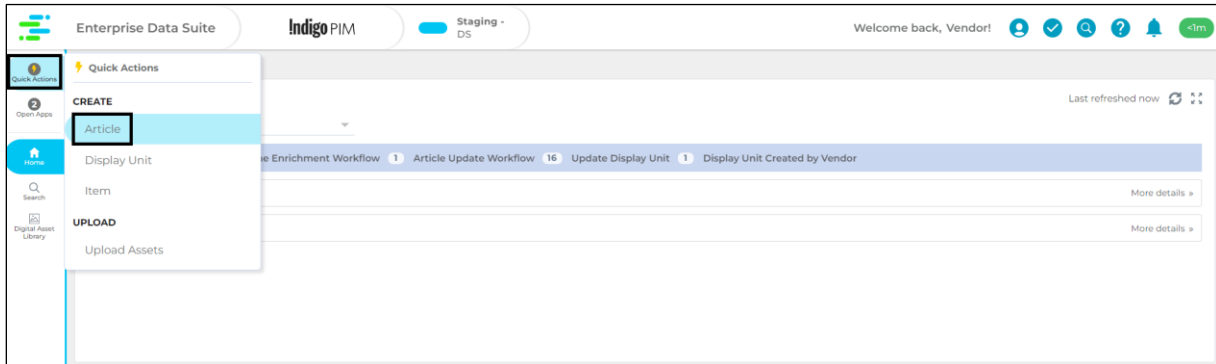 Enterprise Data Suite
!ndigo PIM
Staging -
DS
Welcome back, Vendor!
<1m
Quick Actions
2
Open Apps
Home
Search
Digital Asset
Library
Quick Actions
CREATE
Article
Display Unit
Item
UPLOAD
Upload Assets
Last refreshed now
e Enrichment Workflow 1 Article Update Workflow 16 Update Display Unit 1 Display Unit Created by Vendor
More details »
More details »